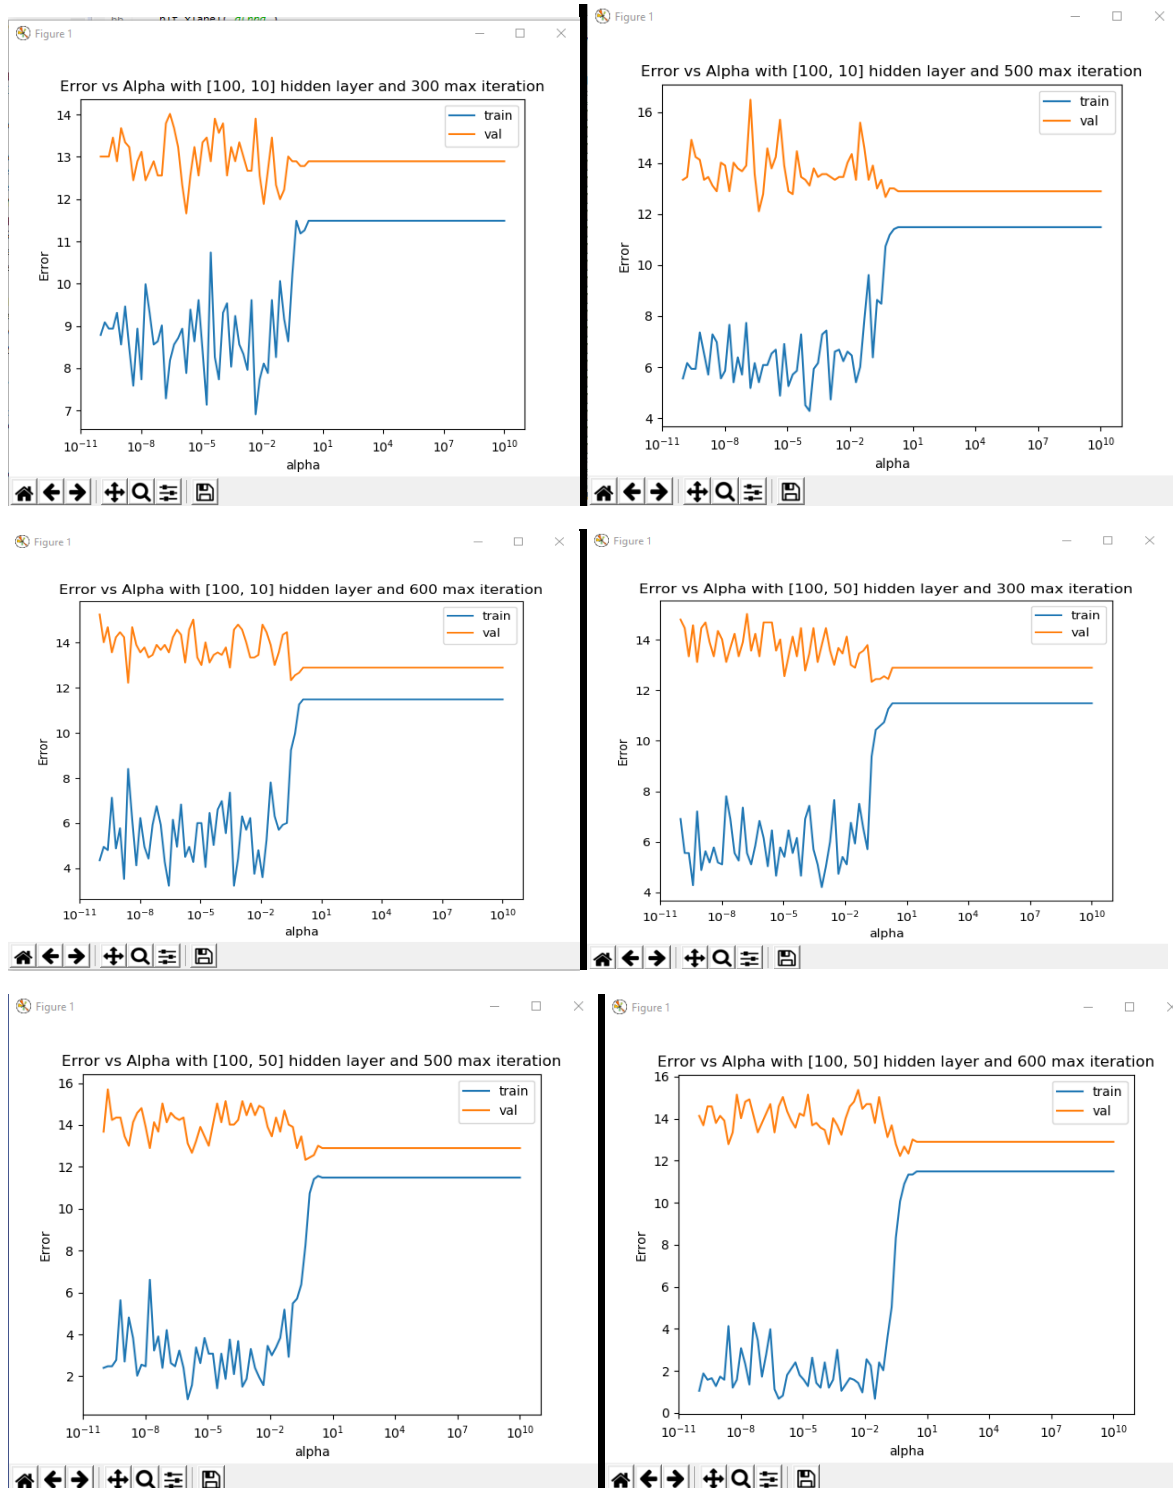 66 plt.xlabel('alpha')
Figure 1
Error vs Alpha with [100, 10] hidden layer and 300 max iteration
train
val
14
13
12
11
10
9
8
7
Error
10⁻¹¹ 10⁻⁸ 10⁻⁵ 10⁻² 10¹ 10⁴ 10⁷ 10¹⁰
alpha
Figure 1
Error vs Alpha with [100, 10] hidden layer and 500 max iteration
train
val
16
14
12
10
8
6
4
Error
10⁻¹¹ 10⁻⁸ 10⁻⁵ 10⁻² 10¹ 10⁴ 10⁷ 10¹⁰
alpha
Figure 1
Error vs Alpha with [100, 10] hidden layer and 600 max iteration
train
val
14
12
10
8
6
4
Error
10⁻¹¹ 10⁻⁸ 10⁻⁵ 10⁻² 10¹ 10⁴ 10⁷ 10¹⁰
alpha
Figure 1
Error vs Alpha with [100, 50] hidden layer and 300 max iteration
train
val
14
12
10
8
6
4
Error
10⁻¹¹ 10⁻⁸ 10⁻⁵ 10⁻² 10¹ 10⁴ 10⁷ 10¹⁰
alpha
Figure 1
Error vs Alpha with [100, 50] hidden layer and 500 max iteration
train
val
16
14
12
10
8
6
4
2
Error
10⁻¹¹ 10⁻⁸ 10⁻⁵ 10⁻² 10¹ 10⁴ 10⁷ 10¹⁰
alpha
Figure 1
Error vs Alpha with [100, 50] hidden layer and 600 max iteration
train
val
16
14
12
10
8
6
4
2
0
Error
10⁻¹¹ 10⁻⁸ 10⁻⁵ 10⁻² 10¹ 10⁴ 10⁷ 10¹⁰
alpha